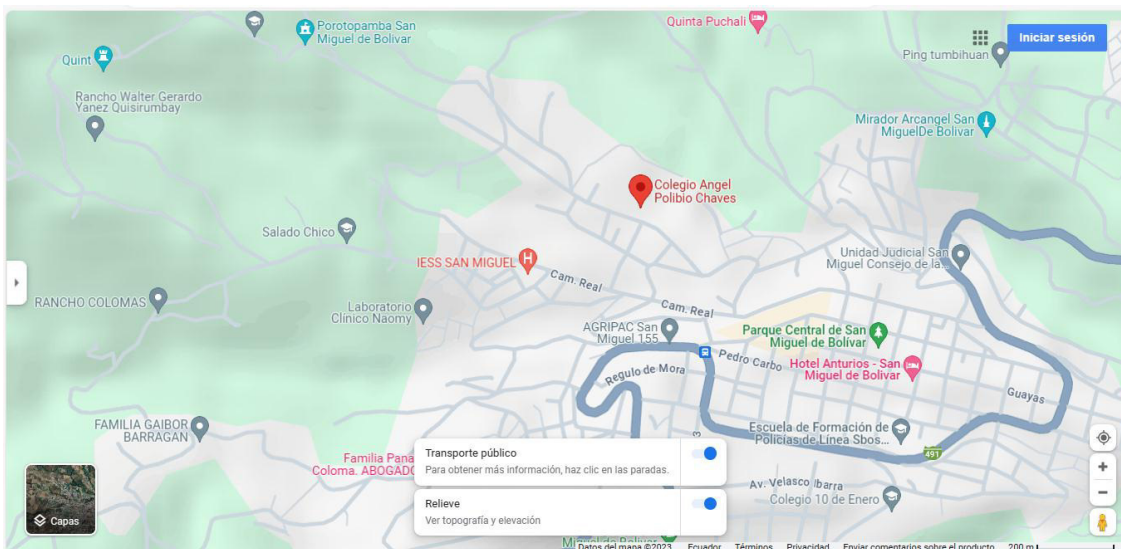 Quinta Puchali
Porotopamba San
Miguel de Bolivar
Iniciar sesión
Ping tumbihuan
Quint
Rancho Walter Gerardo
Yanez Quisirumbay
Mirador Arcangel San
MiguelDe Bolivar
Colegio Angel
Polibio Chaves
Salado Chico
Unidad Judicial San
Miguel Consejo de la...
IESS SAN MIGUEL
H
Cam. Real
RANCHO COLOMAS
Laboratorio
Clínico Naomy
Cam. Real
AGRIPAC San
Miguel 155
Parque Central de San
Miguel de Bolívar
Pedro Carbo
Hotel Anturios - San
Miguel de Bolivar
Regulo de Mora
Guayas
FAMILIA GAIBOR
BARRAGAN
Escuela de Formación de
Policías de Línea Sbos...
491
Familia Pana
Coloma. ABOGADO
Transporte público
Para obtener más información, haz clic en las paradas.
Av. Velasco Ibarra
Colegio 10 de Enero
Relieve
Ver topografía y elevación
Capas
Datos del mapa ©2023 Ecuador Términos Privacidad Enviar comentarios sobre el producto 200 m